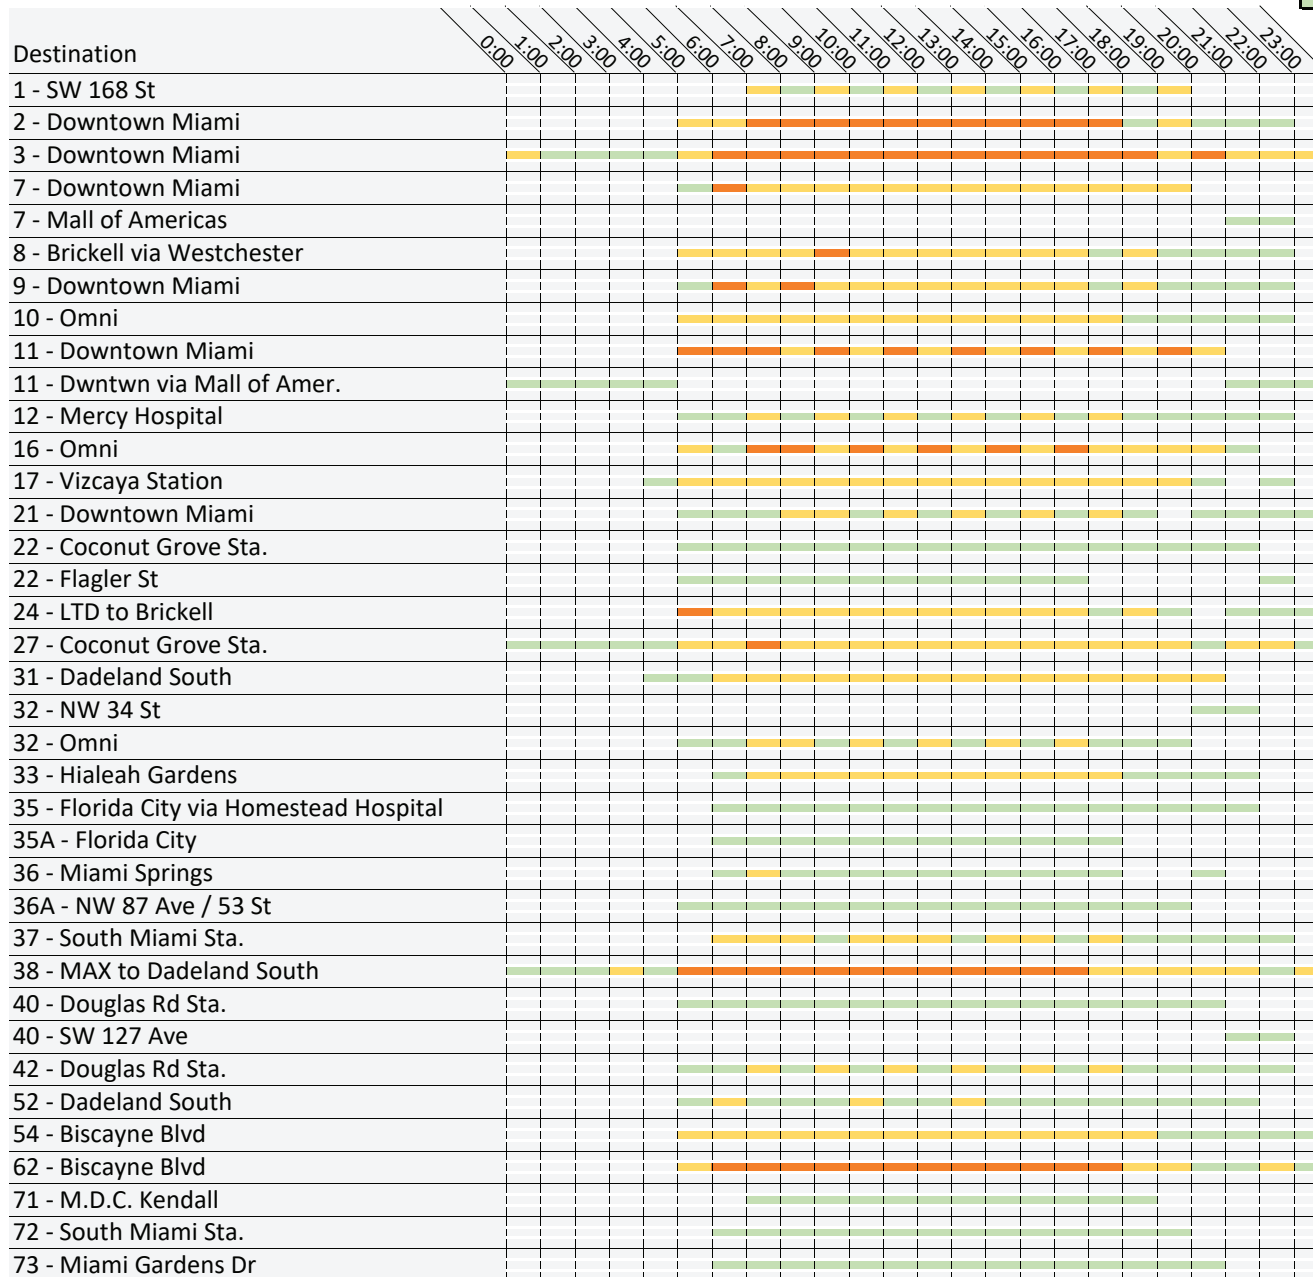 0:00 1:00 2:00 3:00 4:00 5:00 6:00 7:00 8:00 9:00 10:00 11:00 12:00 13:00 14:00 15:00 16:00 17:00 18:00 19:00 20:00 21:00 22:00 23:00
Destination
1 - SW 168 St
2 - Downtown Miami
3 - Downtown Miami
7 - Downtown Miami
7 - Mall of Americas
8 - Brickell via Westchester
9 - Downtown Miami
10 - Omni
11 - Downtown Miami
11 - Dwntwn via Mall of Amer.
12 - Mercy Hospital
16 - Omni
17 - Vizcaya Station
21 - Downtown Miami
22 - Coconut Grove Sta.
22 - Flagler St
24 - LTD to Brickell
27 - Coconut Grove Sta.
31 - Dadeland South
32 - NW 34 St
32 - Omni
33 - Hialeah Gardens
35 - Florida City via Homestead Hospital
35A - Florida City
36 - Miami Springs
36A - NW 87 Ave / 53 St
37 - South Miami Sta.
38 - MAX to Dadeland South
40 - Douglas Rd Sta.
40 - SW 127 Ave
42 - Douglas Rd Sta.
52 - Dadeland South
54 - Biscayne Blvd
62 - Biscayne Blvd
71 - M.D.C. Kendall
72 - South Miami Sta.
73 - Miami Gardens Dr